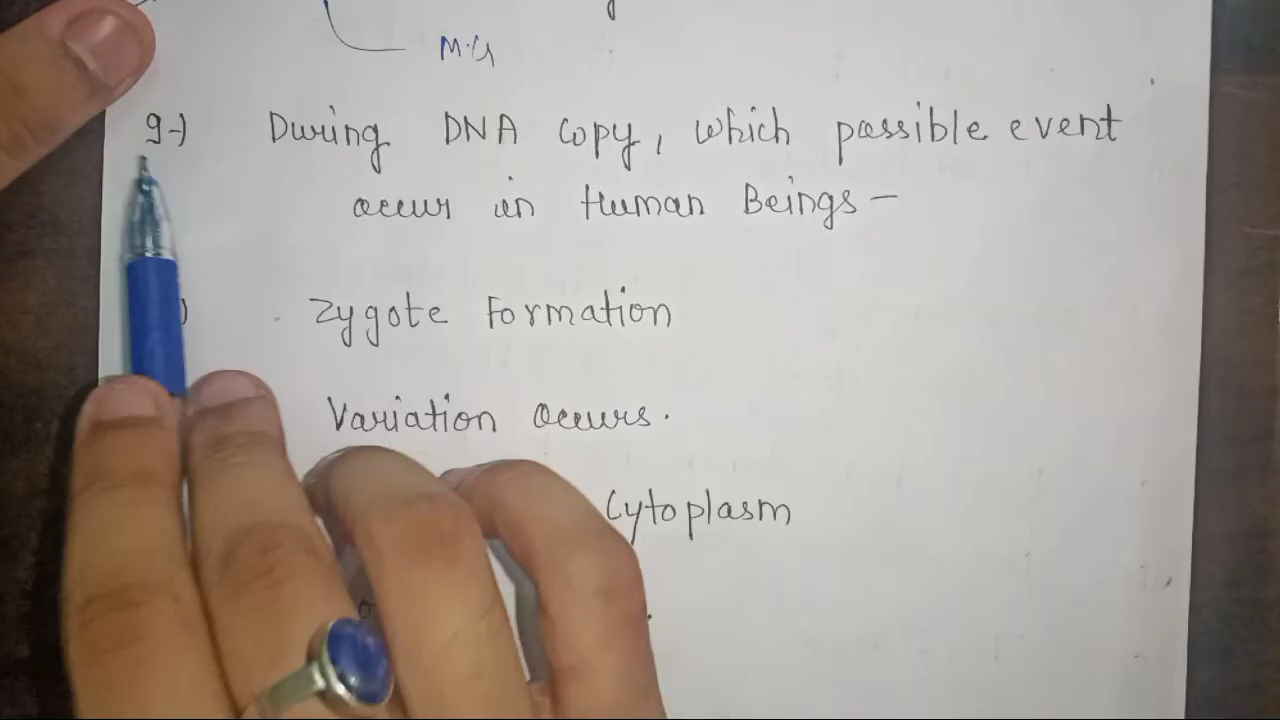 M.G
9-)
During DNA Copy, which possible event
occur in Human Beings -
)
Zygote Formation
Variation occurs.
Cytoplasm